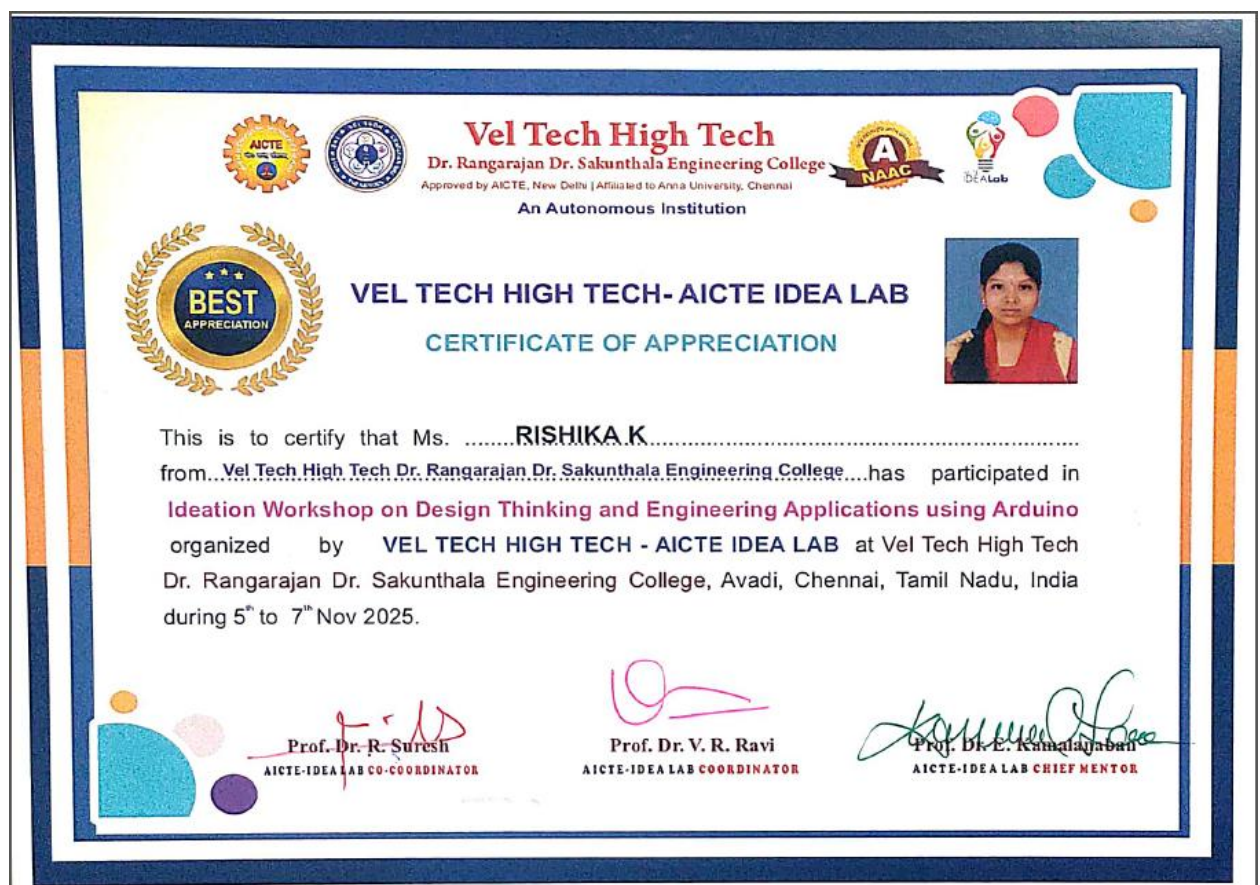 AICTE
Vel Tech High Tech
Dr. Rangarajan Dr. Sakunthala Engineering College
Approved by AICTE, New Delhi | Affiliated to Anna University, Chennai
An Autonomous Institution
A
NAAC
IDEALab
BEST
APPRECIATION
VEL TECH HIGH TECH- AICTE IDEA LAB
CERTIFICATE OF APPRECIATION
This is to certify that Ms. ........RISHIKA K........
from...Vel Tech High Tech Dr. Rangarajan Dr. Sakunthala Engineering College....has participated in
Ideation Workshop on Design Thinking and Engineering Applications using Arduino
organized by VEL TECH HIGH TECH - AICTE IDEA LAB at Vel Tech High Tech
Dr. Rangarajan Dr. Sakunthala Engineering College, Avadi, Chennai, Tamil Nadu, India
during 5th to 7th Nov 2025.
Prof. Dr. R. Suresh
AICTE-IDEA LAB CO-COORDINATOR
Prof. Dr. V. R. Ravi
AICTE-IDEA LAB COORDINATOR
Prof. Dr. E. Kamalanaban
AICTE-IDEA LAB CHIEF MENTOR